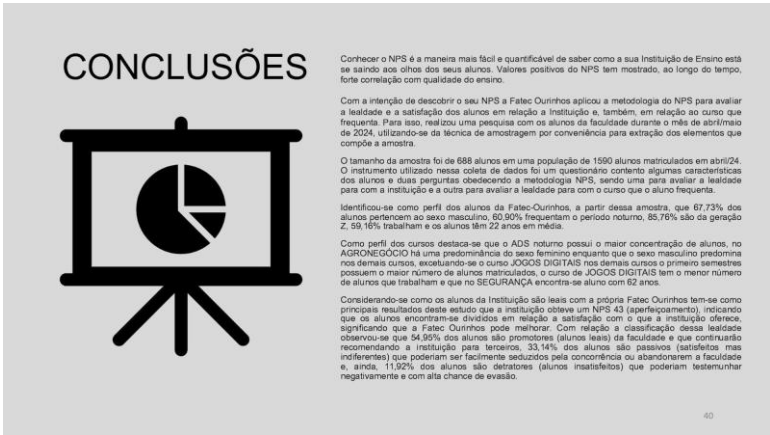 CONCLUSÕES
Conhecer o NPS é a maneira mais fácil e quantificável de saber como a sua Instituição de Ensino está
se saindo aos olhos dos seus alunos. Valores positivos do NPS tem mostrado, ao longo do tempo,
forte correlação com qualidade do ensino.
Com a intenção de descobrir o seu NPS a Fatec Ourinhos aplicou a metodologia do NPS para avaliar
a lealdade e a satisfação dos alunos em relação a Instituição e, também, em relação ao curso que
frequenta. Para isso, realizou uma pesquisa com os alunos da faculdade durante o mês de abril/maio
de 2024, utilizando-se da técnica de amostragem por conveniência para extração dos elementos que
compõe a amostra.
O tamanho da amostra foi de 688 alunos em uma população de 1590 alunos matriculados em abril/24.
O instrumento utilizado nessa coleta de dados foi um questionário contento algumas características
dos alunos e duas perguntas obedecendo a metodologia NPS, sendo uma para avaliar a lealdade
para com a instituição e a outra para avaliar a lealdade para com o curso que o aluno frequenta.
Identificou-se como perfil dos alunos da Fatec-Ourinhos, a partir dessa amostra, que 67,73% dos
alunos pertencem ao sexo masculino, 60,90% frequentam o período noturno, 85,76% são da geração
Z, 59,16% trabalham e os alunos têm 22 anos em média.
Como perfil dos cursos destaca-se que o ADS noturno possui o maior concentração de alunos, no
AGRONEGÓCIO há uma predominância do sexo feminino enquanto que o sexo masculino predomina
nos demais cursos, excetuando-se o curso JOGOS DIGITAIS nos demais cursos o primeiro semestres
possuem o maior número de alunos matriculados, o curso de JOGOS DIGITAIS tem o menor número
de alunos que trabalham e que no SEGURANÇA encontra-se aluno com 62 anos.
Considerando-se como os alunos da Instituição são leais com a própria Fatec Ourinhos tem-se como
principais resultados deste estudo que a instituição obteve um NPS 43 (aperfeiçoamento), indicando
que os alunos encontram-se divididos em relação a satisfação com o que a instituição oferece,
significando que a Fatec Ourinhos pode melhorar. Com relação a classificação dessa lealdade
observou-se que 54,95% dos alunos são promotores (alunos leais) da faculdade e que continuarão
recomendando a instituição para terceiros, 33,14% dos alunos são passivos (satisfeitos mas
indiferentes) que poderiam ser facilmente seduzidos pela concorrência ou abandonarem a faculdade
e, ainda, 11,92% dos alunos são detratores (alunos insatisfeitos) que poderiam testemunhar
negativamente e com alta chance de evasão.
40